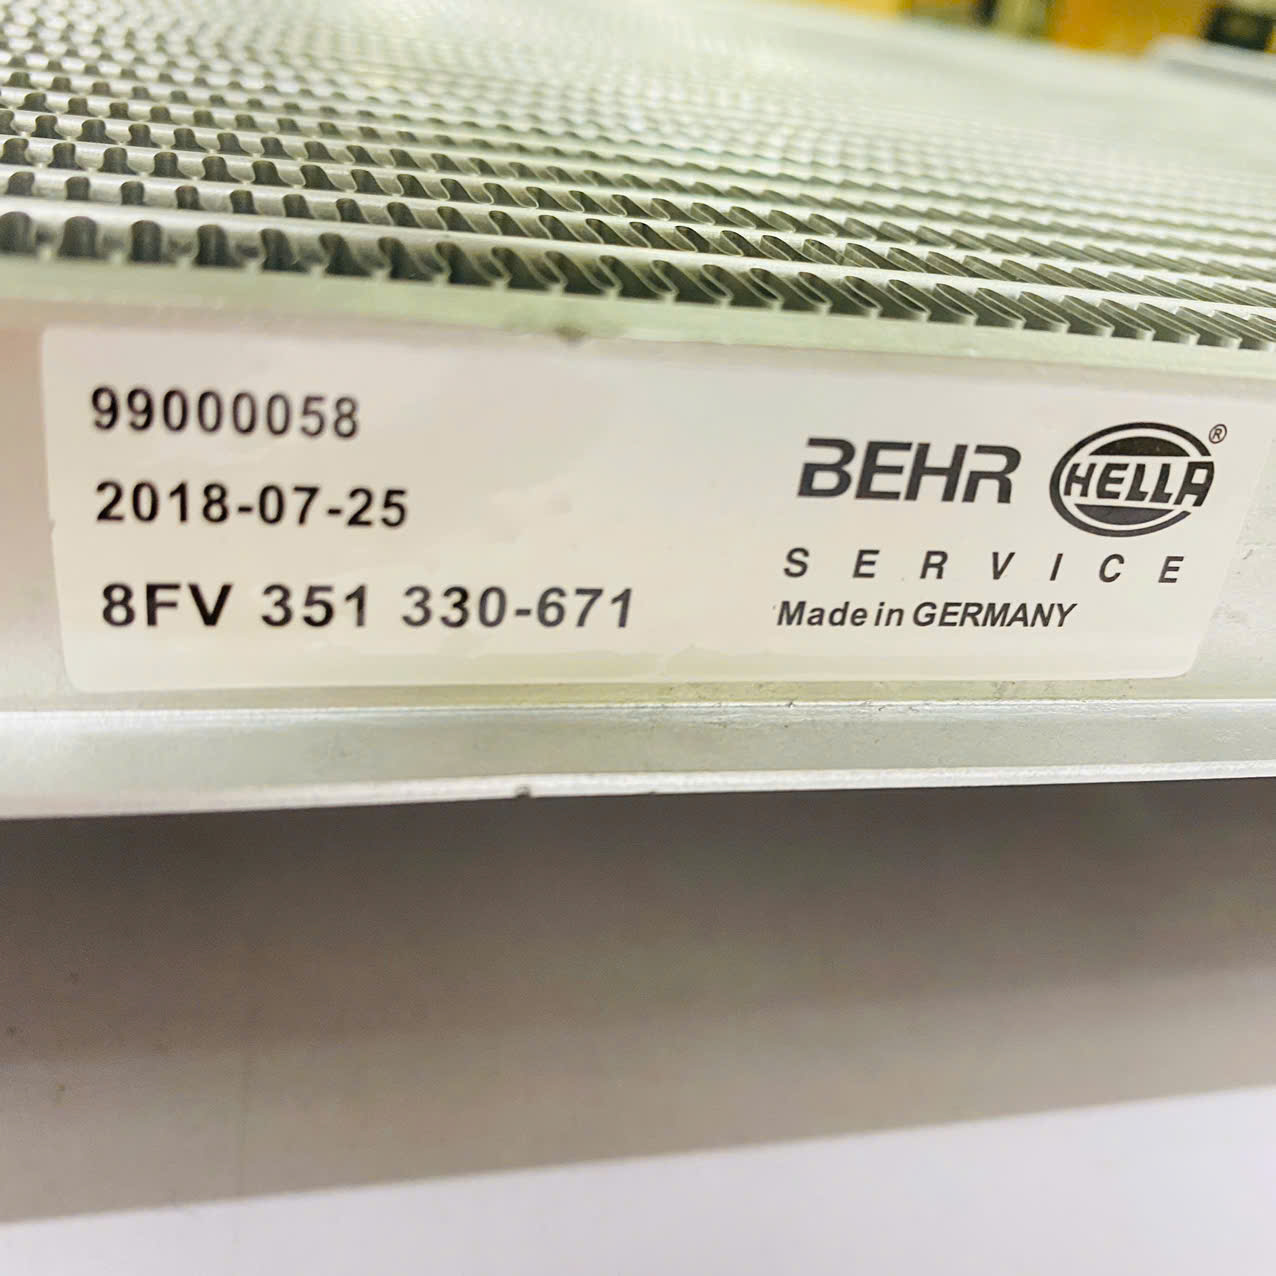 99000058
2018-07-25
8FV 351 330-671
BEHR HELLA®
SERVICE
Made in GERMANY